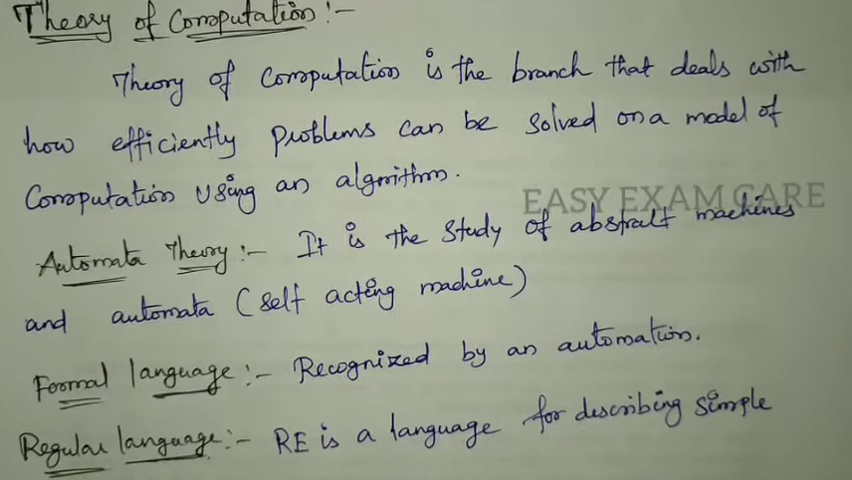 Theory of Computation :-
Theory of Computation is the branch that deals with
how efficiently problems can be solved on a model of
Computation Using an algorithm.
EASY EXAM CARE
Automata Theory :- It is the study of abstract machines
and automata (self acting machine)
Formal language :- Recognized by an automation.
Regular language :- RE is a language for describing simple